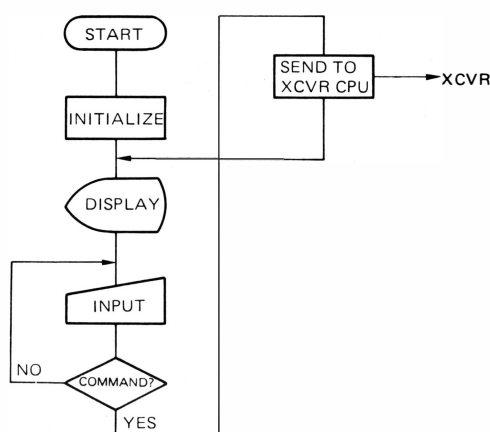 START
SEND TO
XCVR CPU
XCVR
INITIALIZE
DISPLAY
INPUT
NO
COMMAND?
YES